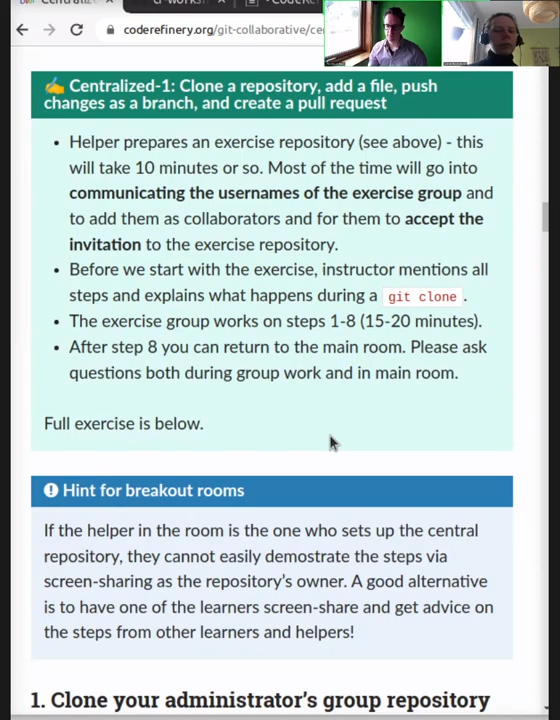 Centraliz
cr-works
CodeRe
coderefinery.org/git-collaborative/ce
Centralized-1: Clone a repository, add a file, push
changes as a branch, and create a pull request
• Helper prepares an exercise repository (see above) - this
will take 10 minutes or so. Most of the time will go into
communicating the usernames of the exercise group and
to add them as collaborators and for them to accept the
invitation to the exercise repository.
• Before we start with the exercise, instructor mentions all
steps and explains what happens during a git clone.
• The exercise group works on steps 1-8 (15-20 minutes).
• After step 8 you can return to the main room. Please ask
questions both during group work and in main room.
Full exercise is below.
Hint for breakout rooms
If the helper in the room is the one who sets up the central
repository, they cannot easily demostrate the steps via
screen-sharing as the repository's owner. A good alternative
is to have one of the learners screen-share and get advice on
the steps from other learners and helpers!
1. Clone your administrator's group repository